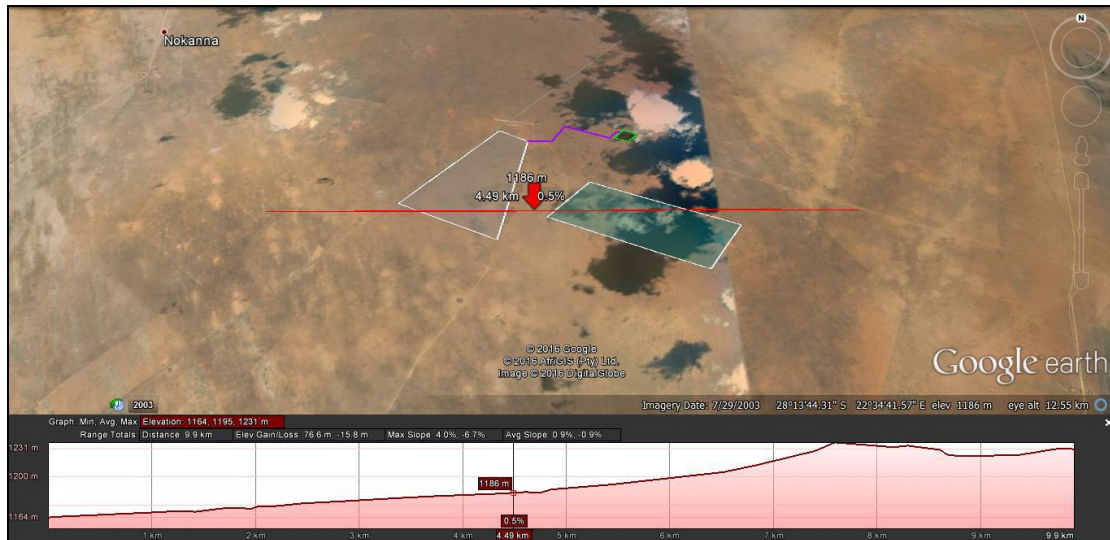 N
Nokanna
1186 m
4.49 km 0.5%
© 2016 Google
© 2016 AfriGIS (Pty) Ltd.
Image © 2016 DigitalGlobe
Google earth
2003
Imagery Date: 7/29/2003 28°13'44.31" S 22°34'41.57" E elev 1186 m eye alt 12.55 km
Graph: Min, Avg, Max Elevation: 1164, 1195, 1231 m
Range Totals: Distance: 9.9 km Elev Gain/Loss: 76.6 m, -15.8 m Max Slope: 4.0%, -6.7% Avg Slope: 0.9%, -0.9%
1231 m
1200 m
1164 m
1186 m
0.5%
1 km 2 km 3 km 4 km 4.49 km 5 km 6 km 7 km 8 km 9 km 9.9 km